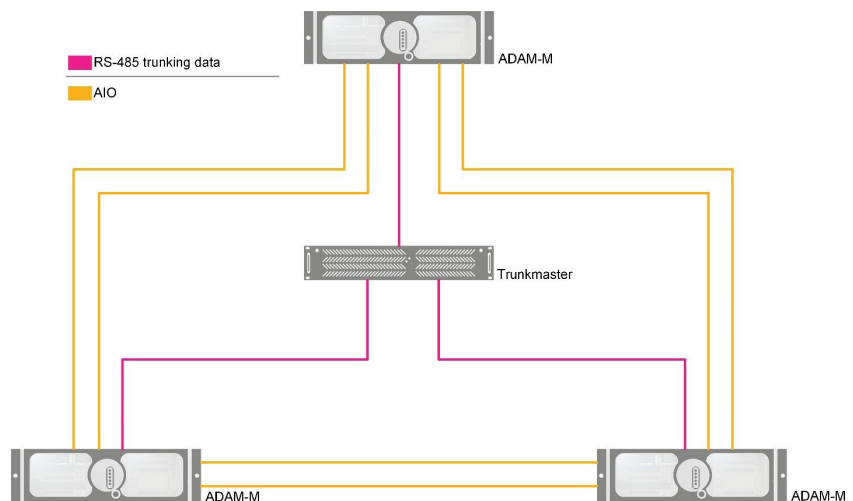 RS-485 trunking data
AIO
ADAM-M
Trunkmaster
ADAM-M
ADAM-M